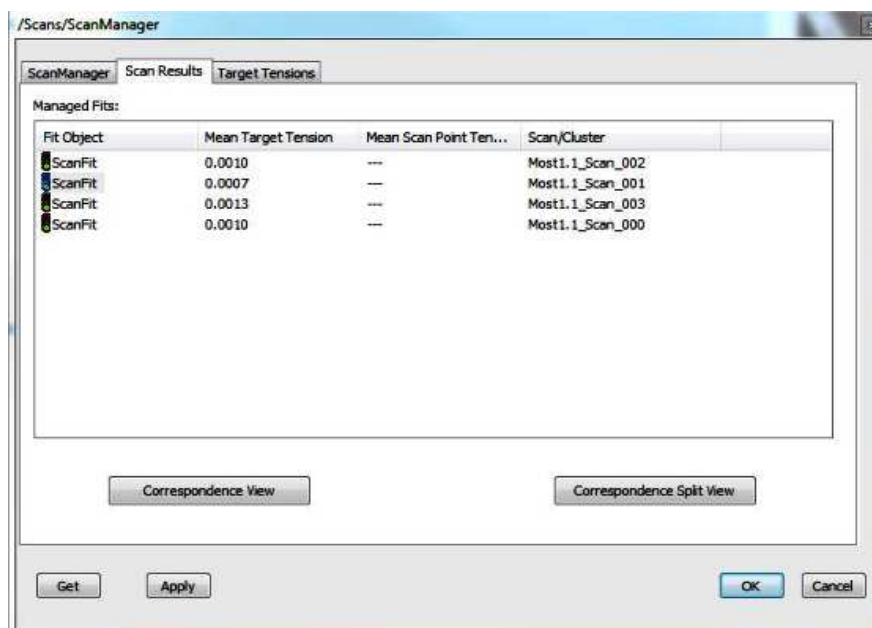 /Scans/ScanManager
ScanManager Scan Results Target Tensions
Managed Fits:
Fit Object Mean Target Tension Mean Scan Point Ten... Scan/Cluster
ScanFit 0.0010 --- Most1.1_Scan_002
ScanFit 0.0007 --- Most1.1_Scan_001
ScanFit 0.0013 --- Most1.1_Scan_003
ScanFit 0.0010 --- Most1.1_Scan_000
Correspondence View Correspondence Split View
Get Apply OK Cancel